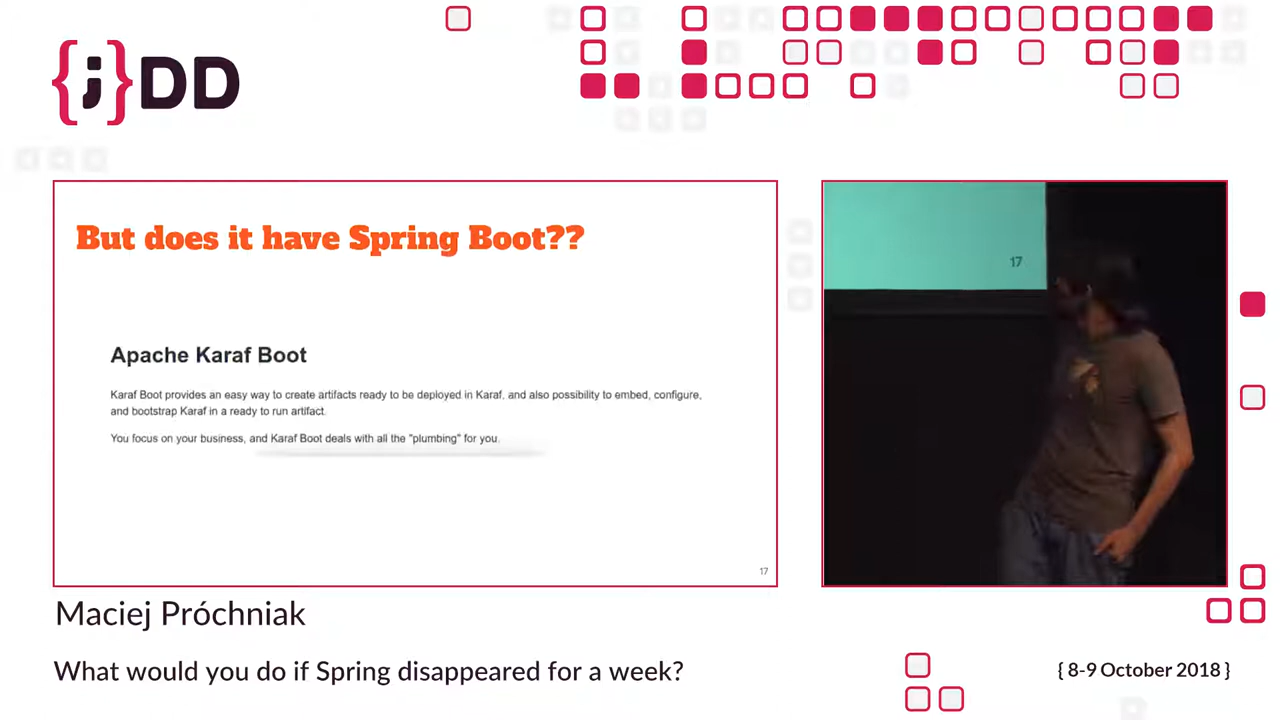 {j}DD
But does it have Spring Boot??
Apache Karaf Boot
Karaf Boot provides an easy way to create artifacts ready to be deployed in Karaf, and also possibility to embed, configure,
and bootstrap Karaf in a ready to run artifact.
You focus on your business, and Karaf Boot deals with all the "plumbing" for you.
17
17
Maciej Próchniak
What would you do if Spring disappeared for a week?
{ 8-9 October 2018 }